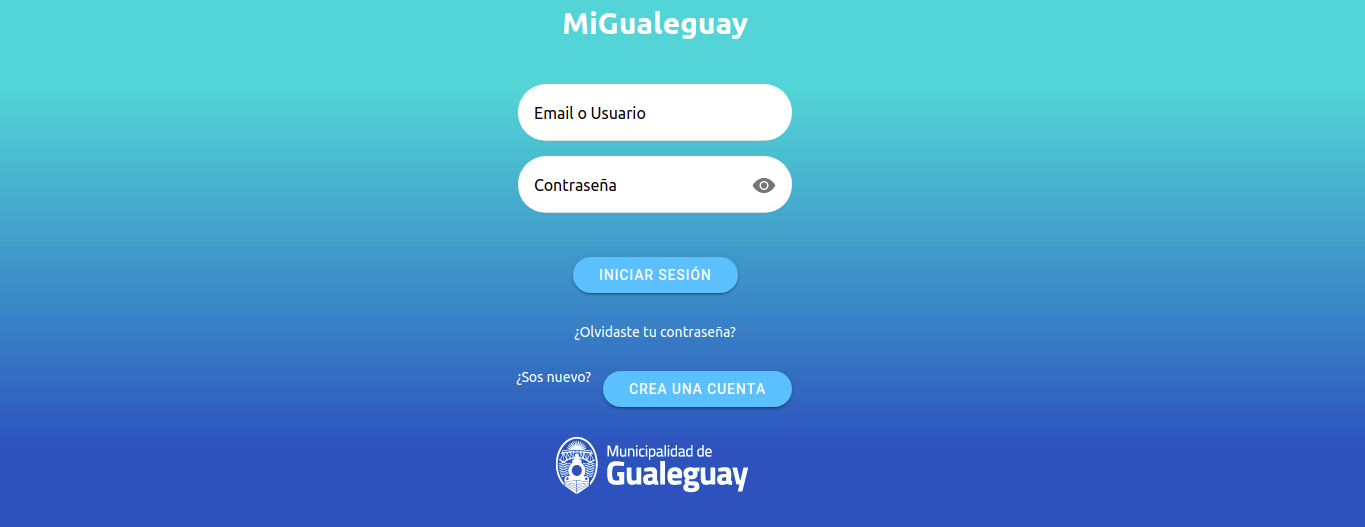 MiGualeguay
Email o Usuario
Contraseña
INICIAR SESIÓN
¿Olvidaste tu contraseña?
¿Sos nuevo?
CREA UNA CUENTA
Municipalidad de
Gualeguay